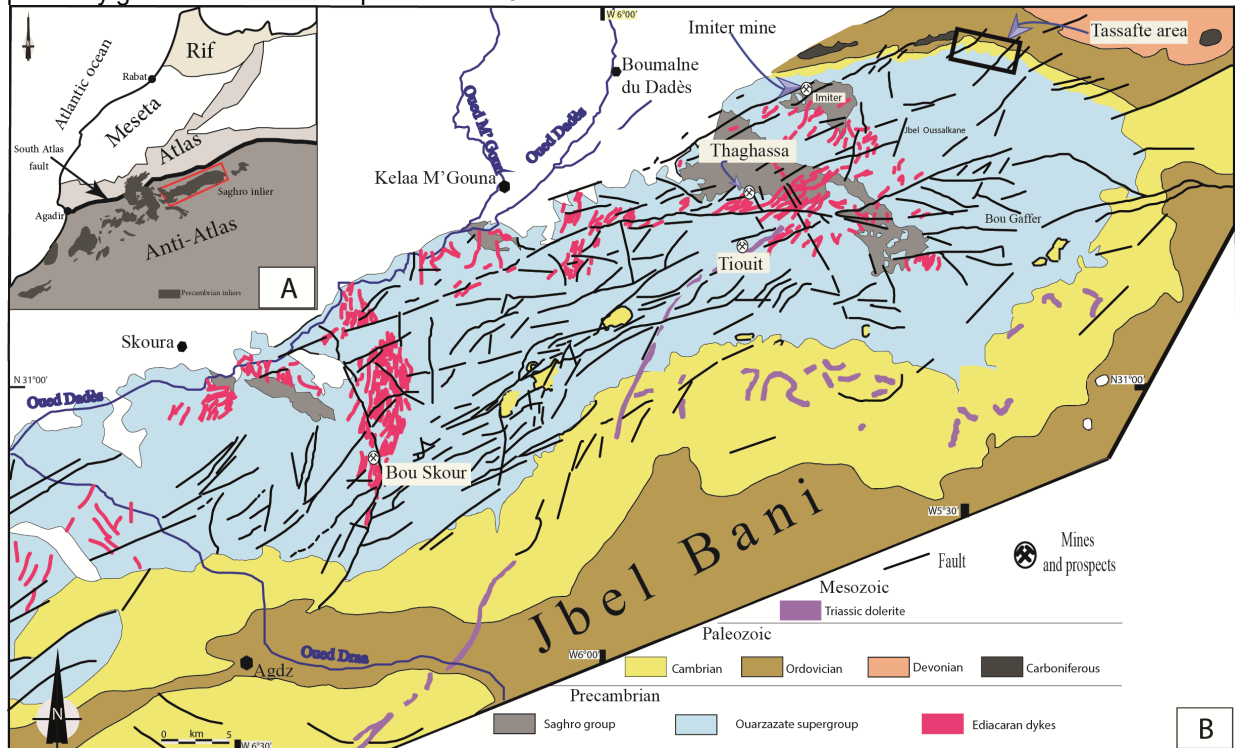 Rif
Atlantic ocean
Rabat
Meseta
Atlas
South Atlas
fault
Saghro inlier
Agadir
Anti-Atlas
Precambrian inliers
A
W 6°00'
Imiter mine
Tassafte area
Boumalne
du Dadès
Imiter
Oued Dadès
Jbel Oussalkane
Thaghassa
Kelaa M'Gouna
Bou Gaffer
Tiouit
Skoura
N 31°00'
N31°00'
Oued Dadès
Bou Skour
W5°30'
Jbel Bani
Fault
Mines
and prospects
Mesozoic
Triassic dolerite
Paleozoic
W6°00'
Oued Draa
Agdz
Cambrian
Ordovician
Devonian
Carboniferous
Precambrian
Saghro group
Ouarzazate supergroup
Ediacaran dykes
N
0 km 5
W 6°30'
B